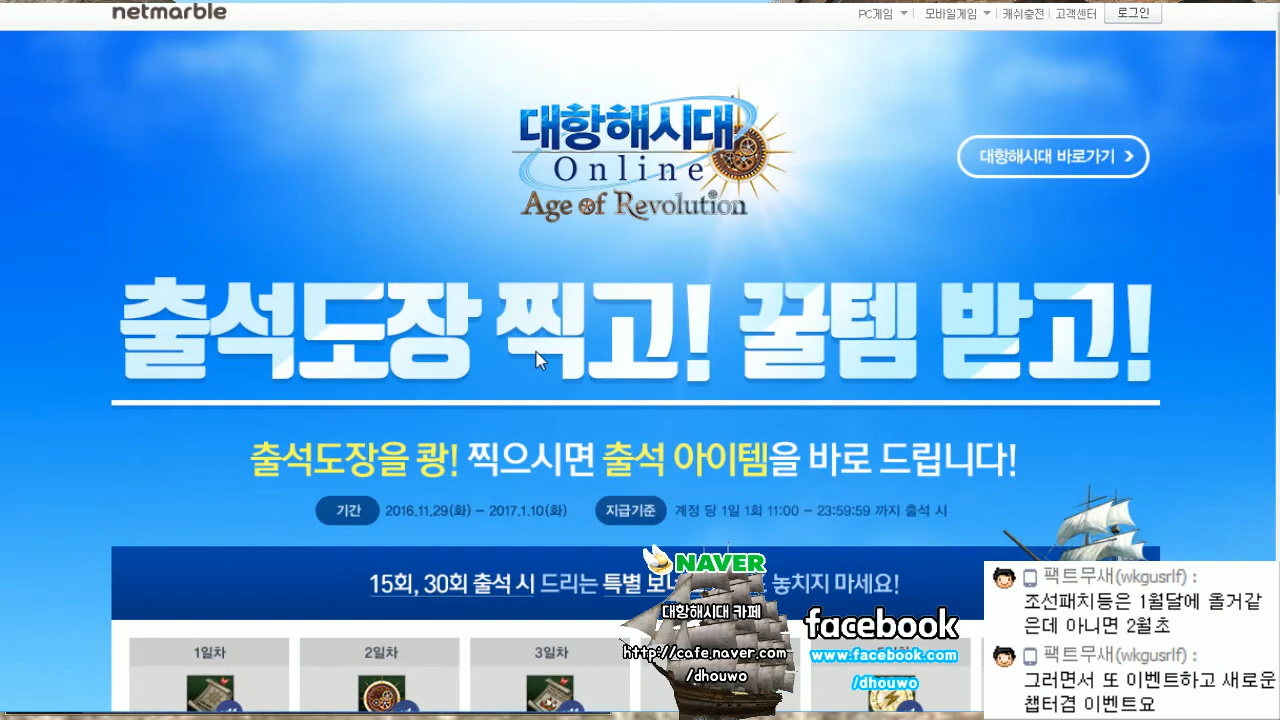 netmarble
PC게임
모바일게임
캐쉬충전
고객센터
로그인
대항해시대
Online
Age of Revolution
대항해시대 바로가기
출석도장 찍고! 꿀템 받고!
출석도장을 쾅! 찍으시면 출석 아이템을 바로 드립니다!
기간 2016.11.29(화) - 2017.1.10(화)
지급기준 계정 당 1일 1회 11:00 - 23:59:59 까지 출석 시
15회, 30회 출석 시 드리는 특별 보 놓치지 마세요!
1일차
2일차
3일차
NAVER
대항해시대 카페
http://cafe.naver.com
/dhouwo
facebook
www.facebook.com
/dhouwo
팩트무새(wkgusrlf) :
조선패치등은 1월달에 올거같
은데 아니면 2월초
팩트무새(wkgusrlf) :
그러면서 또 이벤트하고 새로운
챕터겸 이벤트요